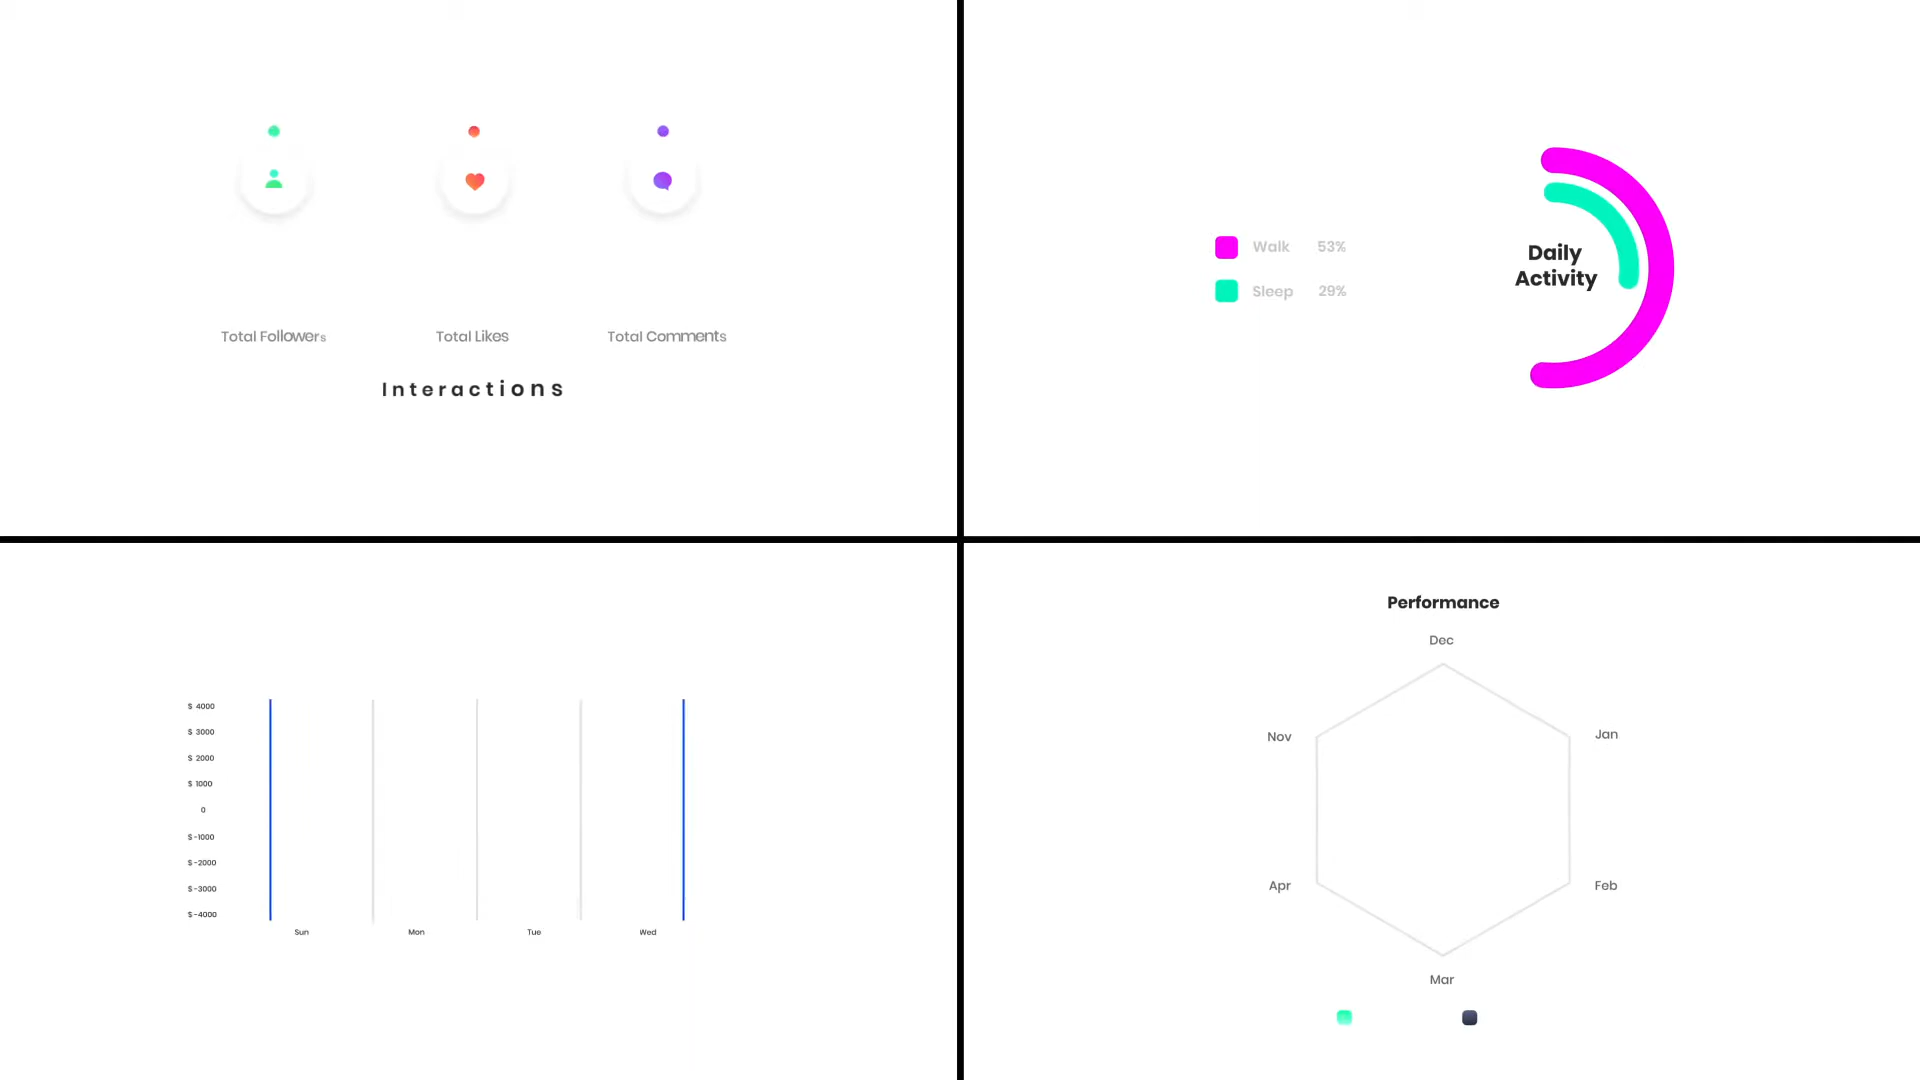 Total Followers
Total Likes
Total Comments
Interactions
Walk 53%
Sleep 29%
Daily
Activity
$ 4000
$ 3000
$ 2000
$ 1000
0
$ -1000
$ -2000
$ -3000
$ -4000
Sun Mon Tue Wed
Performance
Dec
Nov
Jan
Apr
Feb
Mar